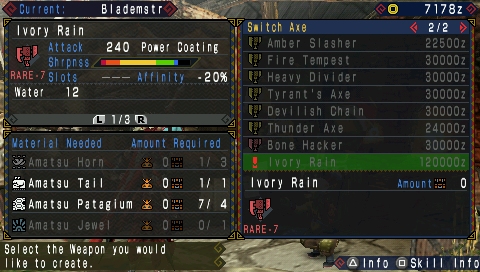 Current: Blademstr
7178z
Ivory Rain
Attack 240 Power Coating
Shrpnss
RARE-7 Slots --- Affinity -20%
Water 12
L 1/3 R
Material Needed Amount Required
Amatsu Horn 0 1/ 3
Amatsu Tail 0 1/ 1
Amatsu Patagium 0 7/ 4
Amatsu Jewel 0 0/ 1
Select the Weapon you would
like to create.
Switch Axe 2/2
Amber Slasher 22500z
Fire Tempest 30000z
Heavy Divider 30000z
Tyrant's Axe 30000z
Devilish Chain 30000z
Thunder Axe 24000z
Bone Hacker 30000z
Ivory Rain 120000z
Ivory Rain Amount 0
RARE-7
Info Skill Info